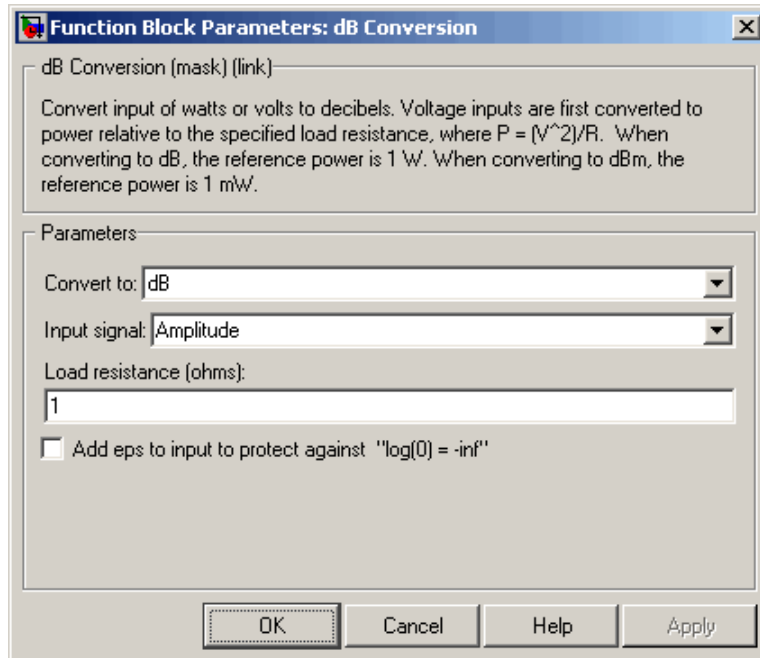 Function Block Parameters: dB Conversion
dB Conversion (mask) (link)
Convert input of watts or volts to decibels. Voltage inputs are first converted to
power relative to the specified load resistance, where P = (V^2)/R.  When
converting to dB, the reference power is 1 W. When converting to dBm, the
reference power is 1 mW.
Parameters
Convert to: dB
Input signal: Amplitude
Load resistance (ohms):
1
Add eps to input to protect against  "log(0) = -inf"
OK Cancel Help Apply